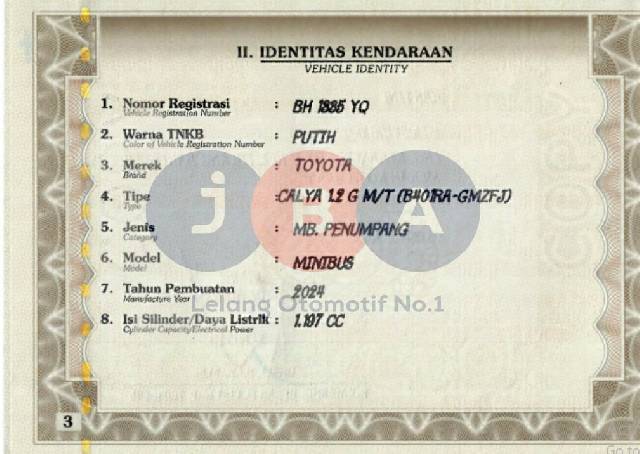 II. IDENTITAS KENDARAAN
VEHICLE IDENTITY
1. Nomor Registrasi : BH 1885 YQ
Vehicle Registration Number
2. Warna TNKB : PUTIH
Color of Vehicle Registration Number
3. Merek : TOYOTA
Brand
4. Tipe : CALYA 1.2 G M/T (B401RA-GMZFJ)
Type
5. Jenis : MB. PENUMPANG
Category
6. Model : MINIBUS
Model
7. Tahun Pembuatan : 2024
Manufacture Year
8. Isi Silinder/Daya Listrik : 1.197 CC
Cylinder Capacity/Electrical Power
jBA
Lelang Otomotif No.1
3
Go to